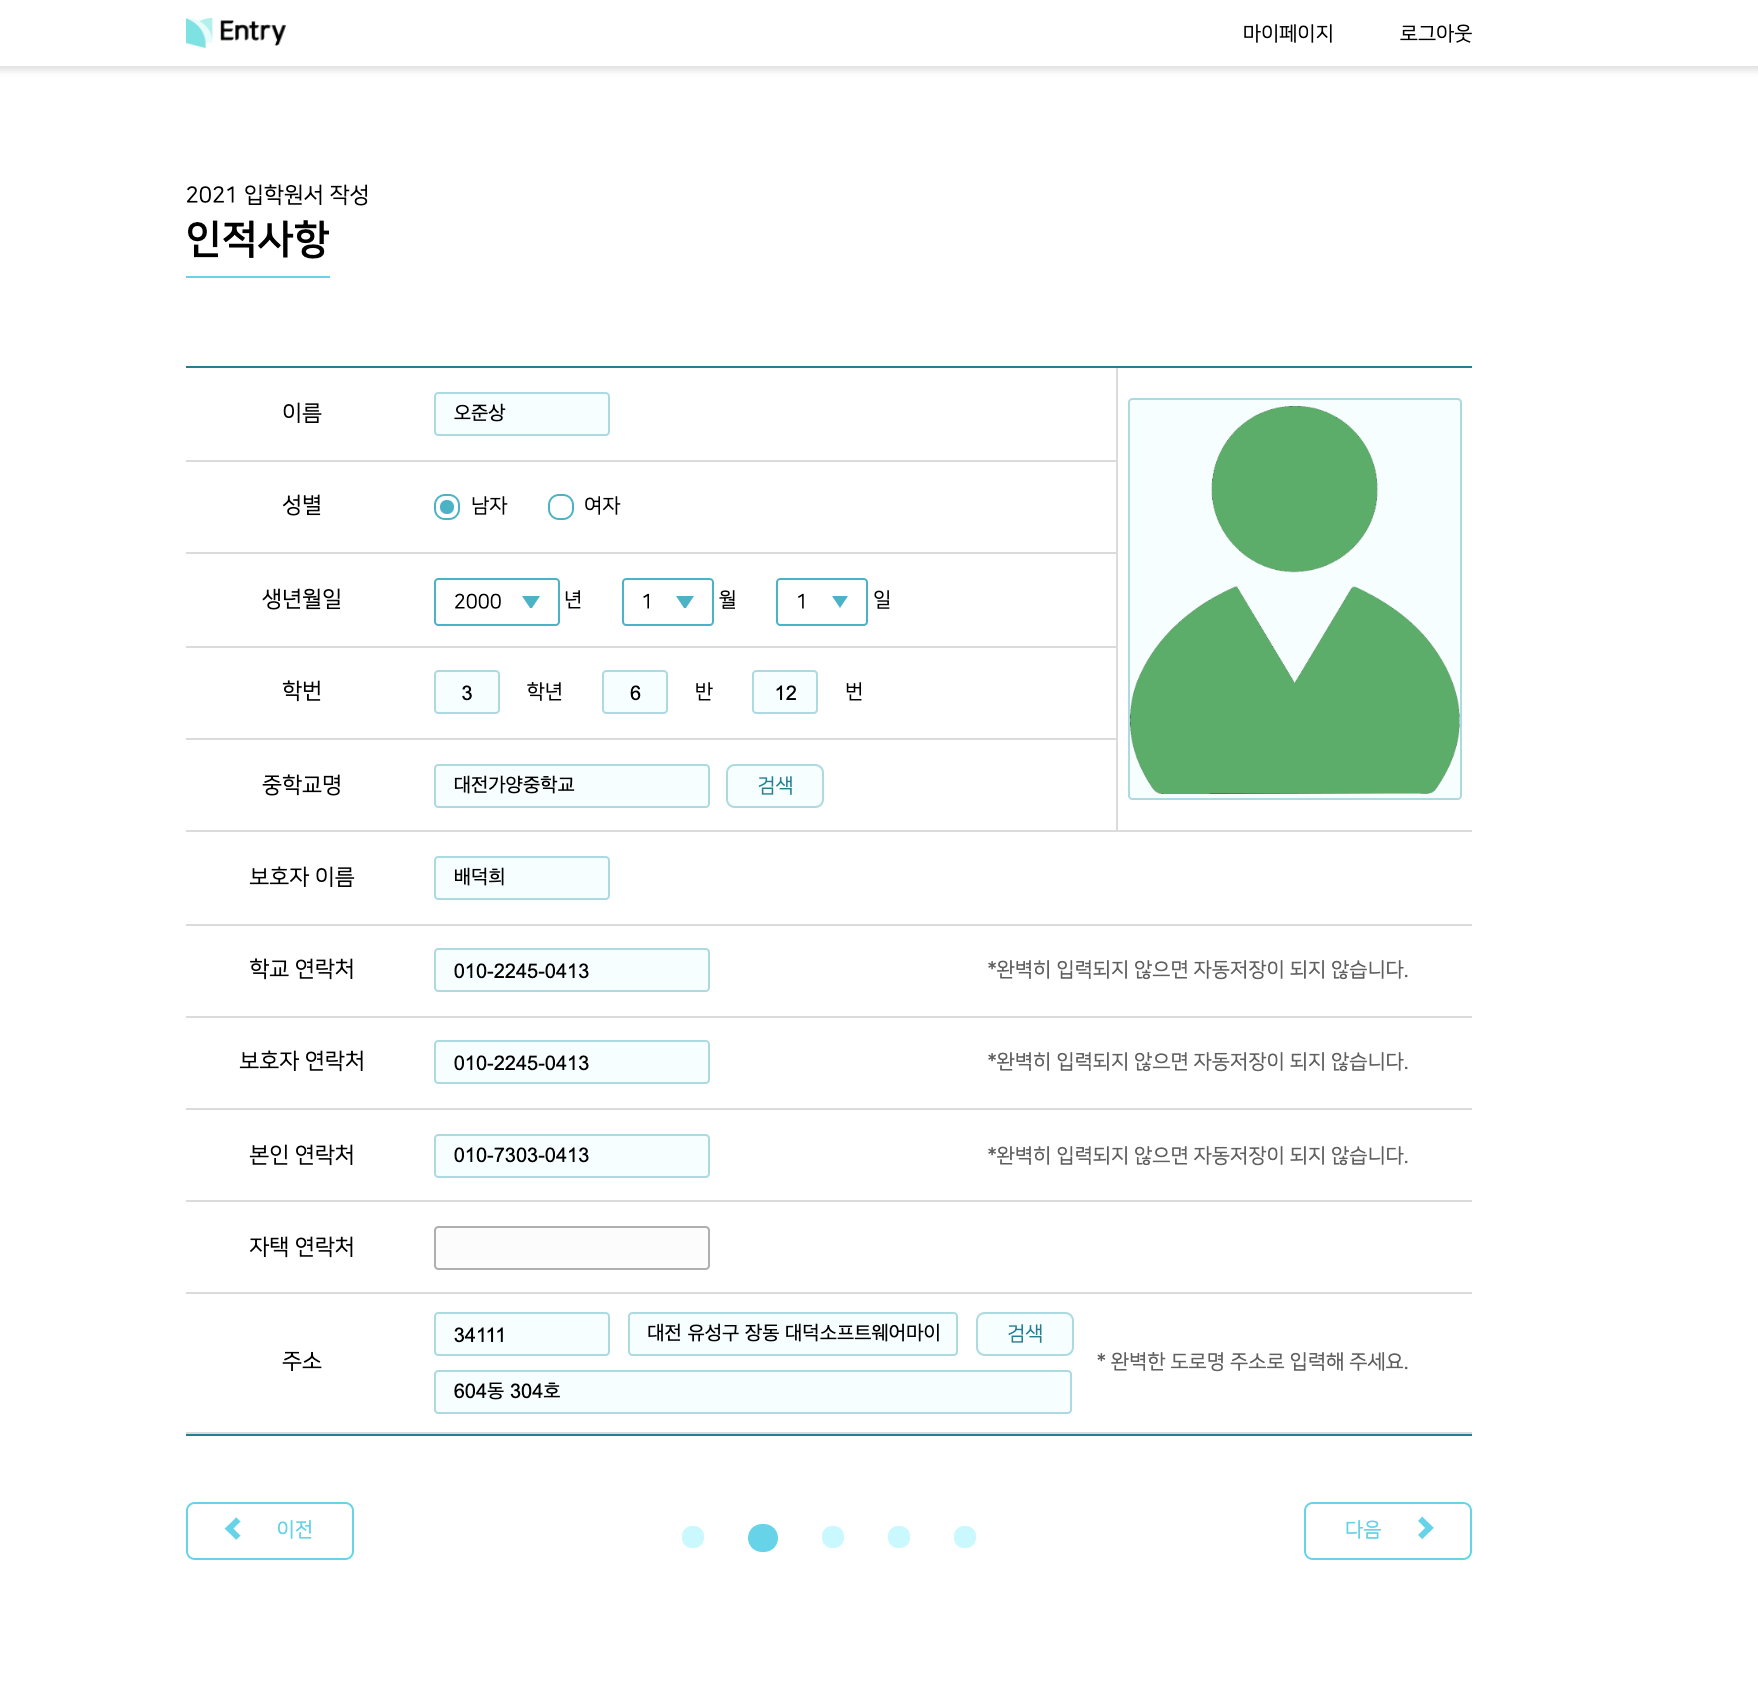 Entry
마이페이지 로그아웃
2021 입학원서 작성
인적사항
이름 오준상
성별 남자 여자
생년월일 2000 년 1 월 1 일
학번 3 학년 6 반 12 번
중학교명 대전가양중학교 검색
보호자 이름 배덕희
학교 연락처 010-2245-0413 *완벽히 입력되지 않으면 자동저장이 되지 않습니다.
보호자 연락처 010-2245-0413 *완벽히 입력되지 않으면 자동저장이 되지 않습니다.
본인 연락처 010-7303-0413 *완벽히 입력되지 않으면 자동저장이 되지 않습니다.
자택 연락처
주소 34111 대전 유성구 장동 대덕소프트웨어마이 검색
604동 304호
* 완벽한 도로명 주소로 입력해 주세요.
이전 다음